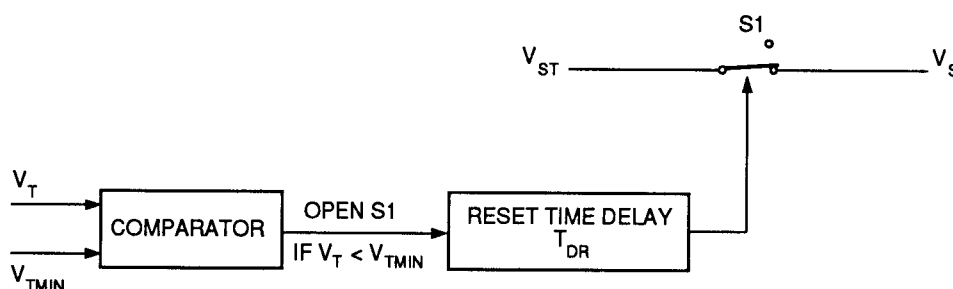 S1
V_ST
V_S
V_T
COMPARATOR
V_TMIN
OPEN S1
IF V_T < V_TMIN
RESET TIME DELAY
T_DR